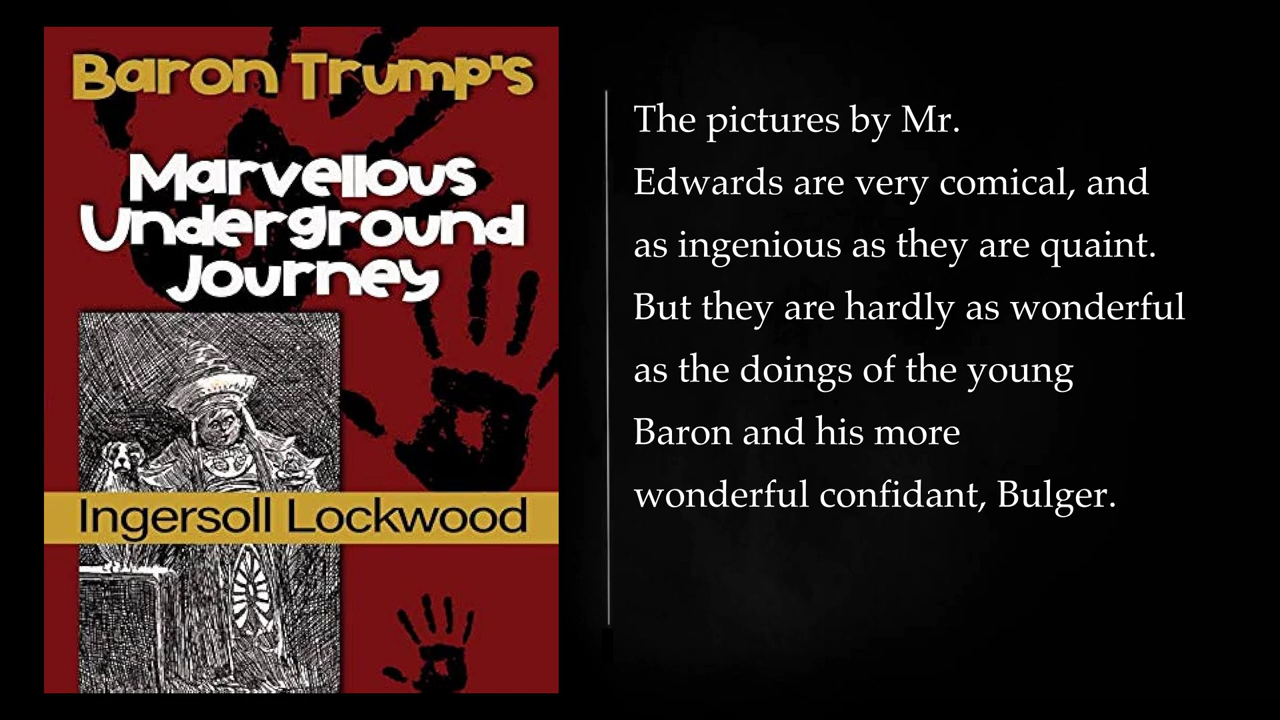 Baron Trump's
Marvellous
Underground
Journey
Ingersoll Lockwood
The pictures by Mr.
Edwards are very comical, and
as ingenious as they are quaint.
But they are hardly as wonderful
as the doings of the young
Baron and his more
wonderful confidant, Bulger.